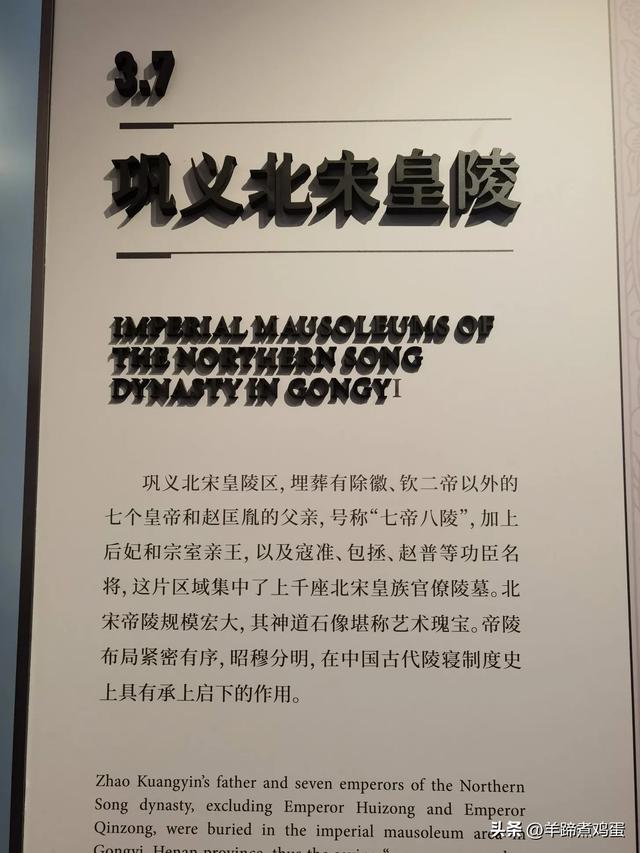 3.7
巩义北宋皇陵
IMPERIAL MAUSOLEUMS OF
THE NORTHERN SONG
DYNASTY IN GONGYI
巩义北宋皇陵区，埋葬有除徽、钦二帝以外的
七个皇帝和赵匡胤的父亲，号称“七帝八陵”，加上
后妃和宗室亲王，以及寇准、包拯、赵普等功臣名
将，这片区域集中了上千座北宋皇族官僚陵墓。北
宋帝陵规模宏大，其神道石像堪称艺术瑰宝。帝陵
布局紧密有序，昭穆分明，在中国古代陵寝制度史
上具有承上启下的作用。
Zhao Kuangyin's father and seven emperors of the Northern
Song dynasty, excluding Emperor Huizong and Emperor
Qinzong, were buried in the imperial mausoleum area in
Gongyi, Henan province, thus the
头条 @羊蹄煮鸡蛋